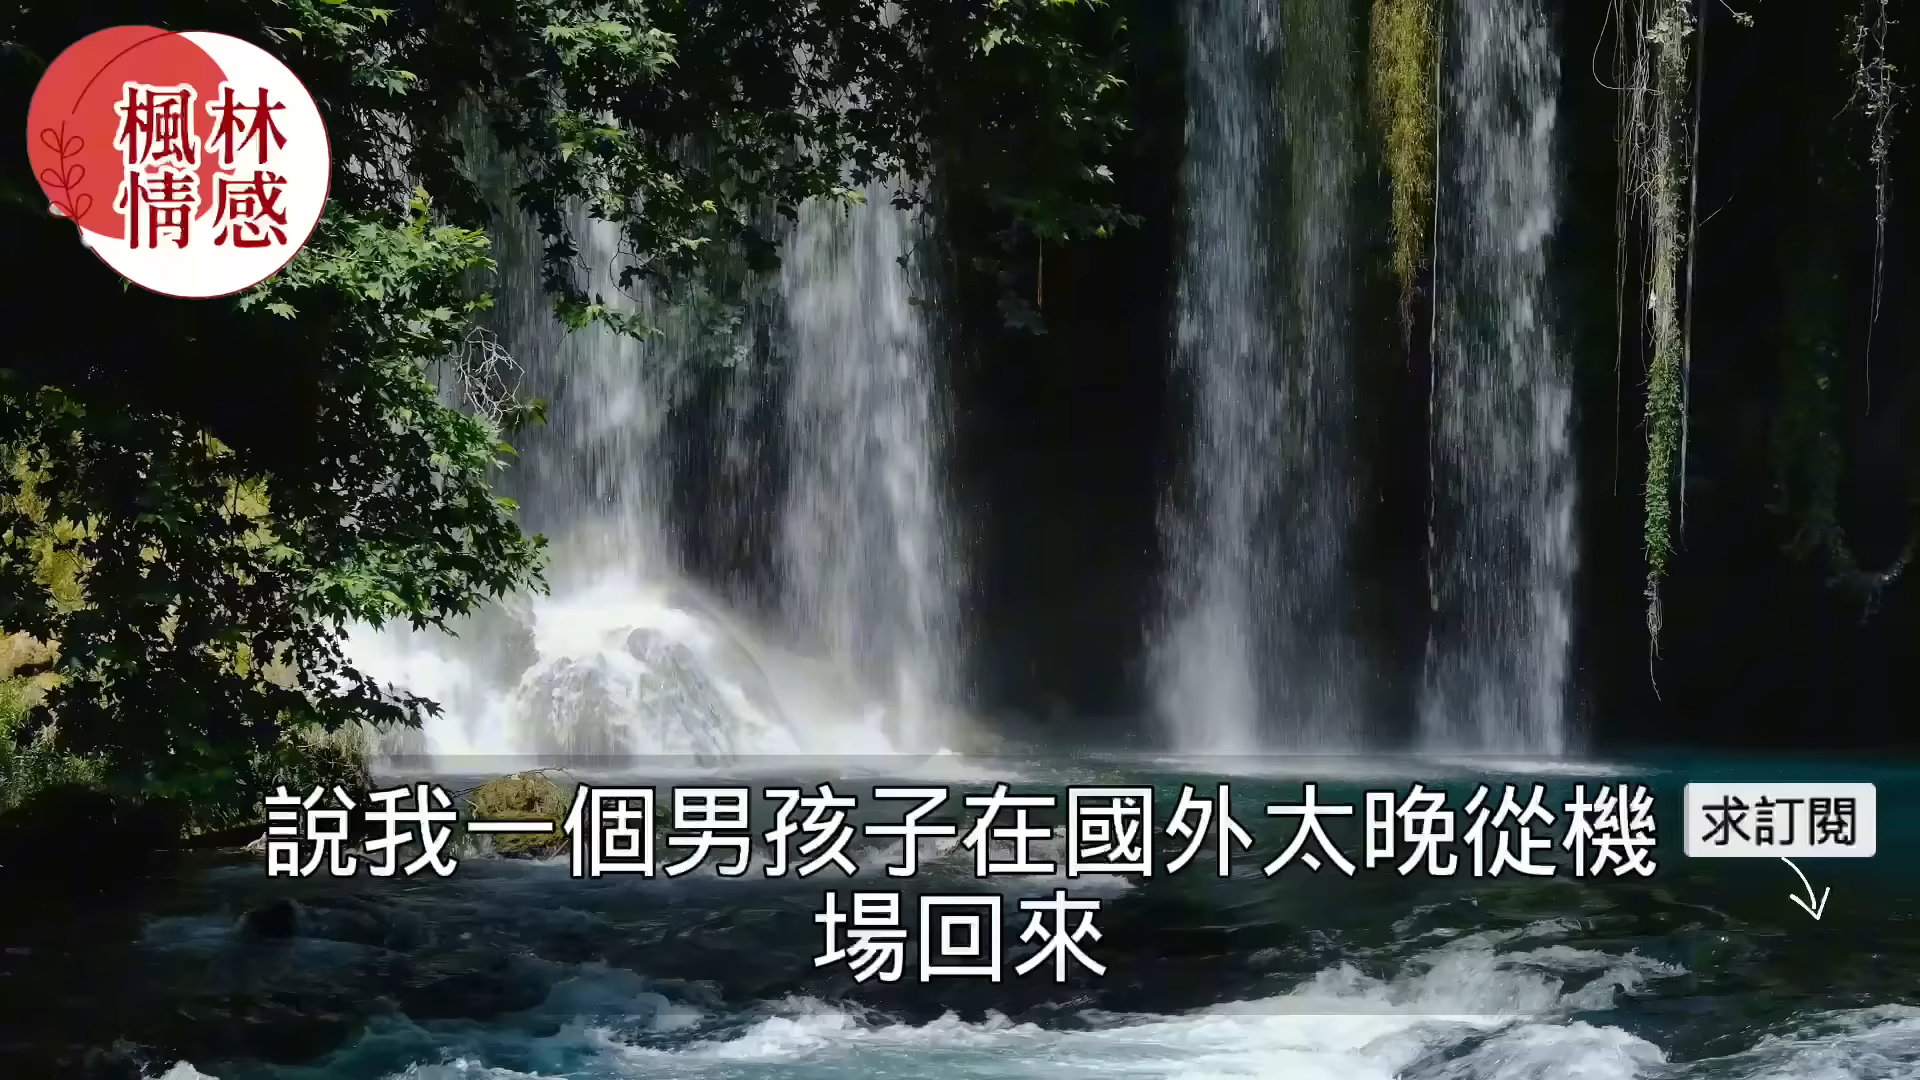 楓林
情感
說我一個男孩子在國外太晚從機
場回來
求訂閱